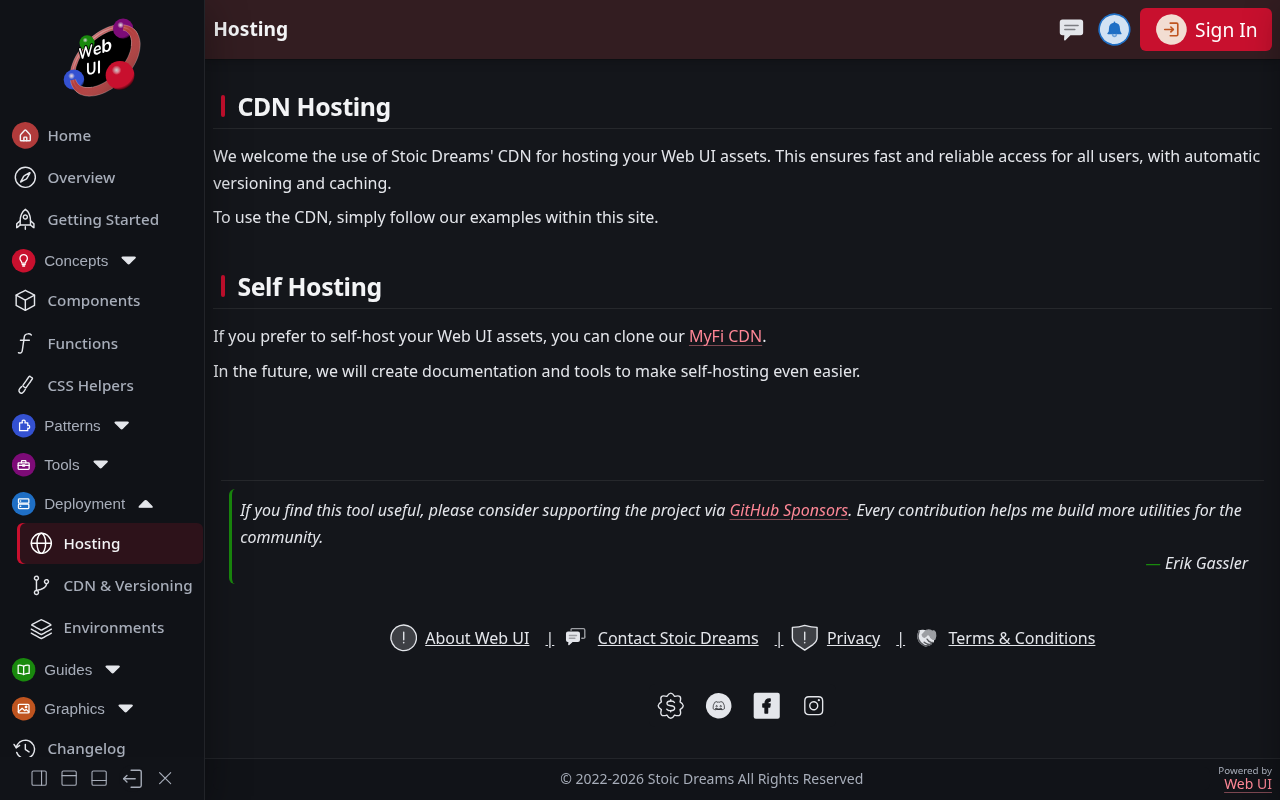 Web
UI
Home
Overview
Getting Started
Concepts
Components
Functions
CSS Helpers
Patterns
Tools
Deployment
Hosting
CDN & Versioning
Environments
Guides
Graphics
Changelog
Hosting
Sign In
CDN Hosting
We welcome the use of Stoic Dreams' CDN for hosting your Web UI assets. This ensures fast and reliable access for all users, with automatic
versioning and caching.
To use the CDN, simply follow our examples within this site.
Self Hosting
If you prefer to self-host your Web UI assets, you can clone our MyFi CDN.
In the future, we will create documentation and tools to make self-hosting even easier.
If you find this tool useful, please consider supporting the project via GitHub Sponsors. Every contribution helps me build more utilities for the
community.
— Erik Gassler
About Web UI | Contact Stoic Dreams | Privacy | Terms & Conditions
© 2022-2026 Stoic Dreams All Rights Reserved
Powered by
Web UI